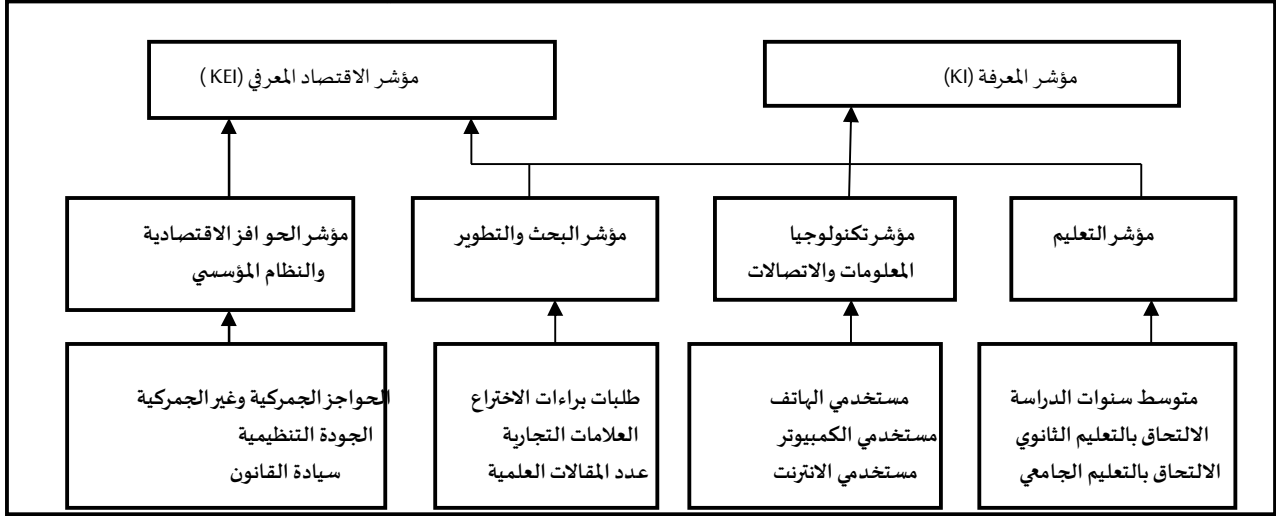 مؤشر المعرفة (KI)
مؤشر الاقتصاد المعرفي (KEI )
مؤشر التعليم
مؤشر تكنولوجيا
المعلومات والاتصالات
مؤشر البحث والتطوير
مؤشر الحو افز الاقتصادية
والنظام المؤسسي
متوسط سنوات الدراسة
الالتحاق بالتعليم الثانوي
الالتحاق بالتعليم الجامعي
مستخدمي الهاتف
مستخدمي الكمبيوتر
مستخدمي الانترنت
طلبات براءات الاختراع
العلامات التجارية
عدد المقالات العلمية
الحواجز الجمركية وغير الجمركية
الجودة التنظيمية
سيادة القانون